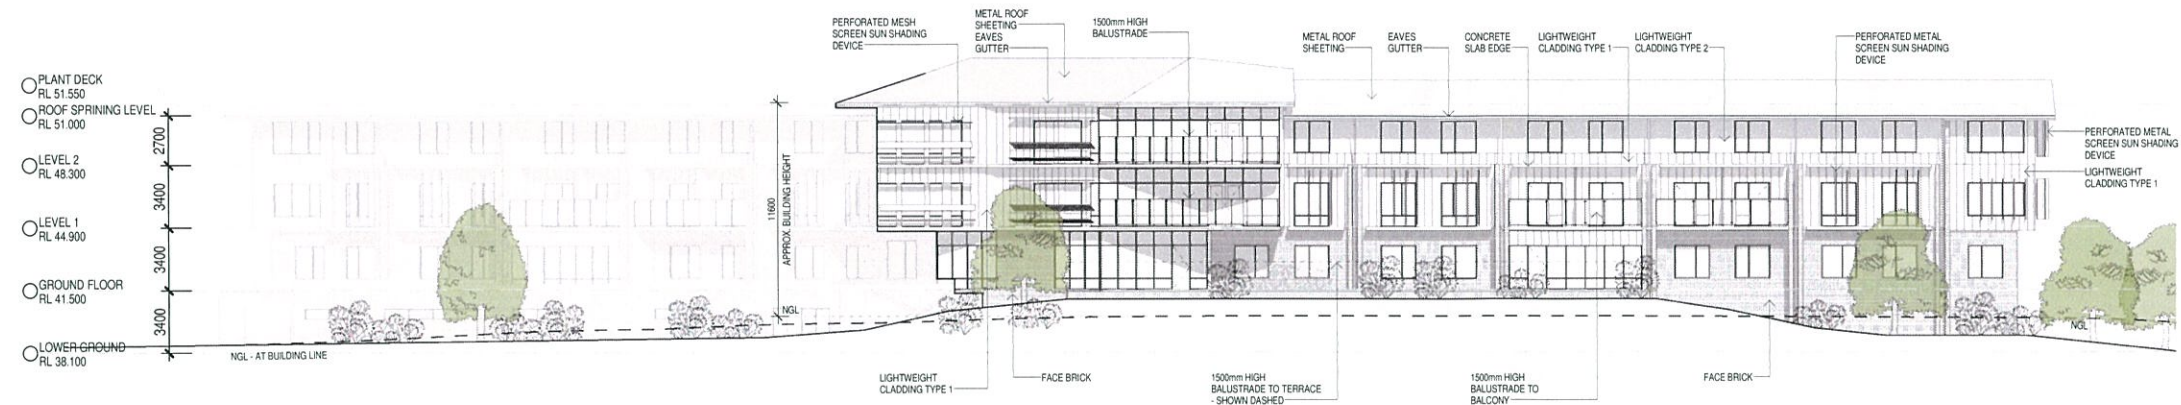 PLANT DECK
RL 51.550
ROOF SPRINING LEVEL
RL 51.000
2700
LEVEL 2
RL 48.300
3400
LEVEL 1
RL 44.900
3400
GROUND FLOOR
RL 41.500
3400
LOWER GROUND
RL 38.100
NGL - AT BUILDING LINE
11600
APPROX. BUILDING HEIGHT
NGL
PERFORATED MESH
SCREEN SUN SHADING
DEVICE
METAL ROOF
SHEETING
EAVES
GUTTER
1500mm HIGH
BALUSTRADE
METAL ROOF
SHEETING
EAVES
GUTTER
CONCRETE
SLAB EDGE
LIGHTWEIGHT
CLADDING TYPE 1
LIGHTWEIGHT
CLADDING TYPE 2
PERFORATED METAL
SCREEN SUN SHADING
DEVICE
PERFORATED METAL
SCREEN SUN SHADING
DEVICE
LIGHTWEIGHT
CLADDING TYPE 1
NGL
LIGHTWEIGHT
CLADDING TYPE 1
FACE BRICK
1500mm HIGH
BALUSTRADE TO TERRACE
- SHOWN DASHED
1500mm HIGH
BALUSTRADE TO
BALCONY
FACE BRICK